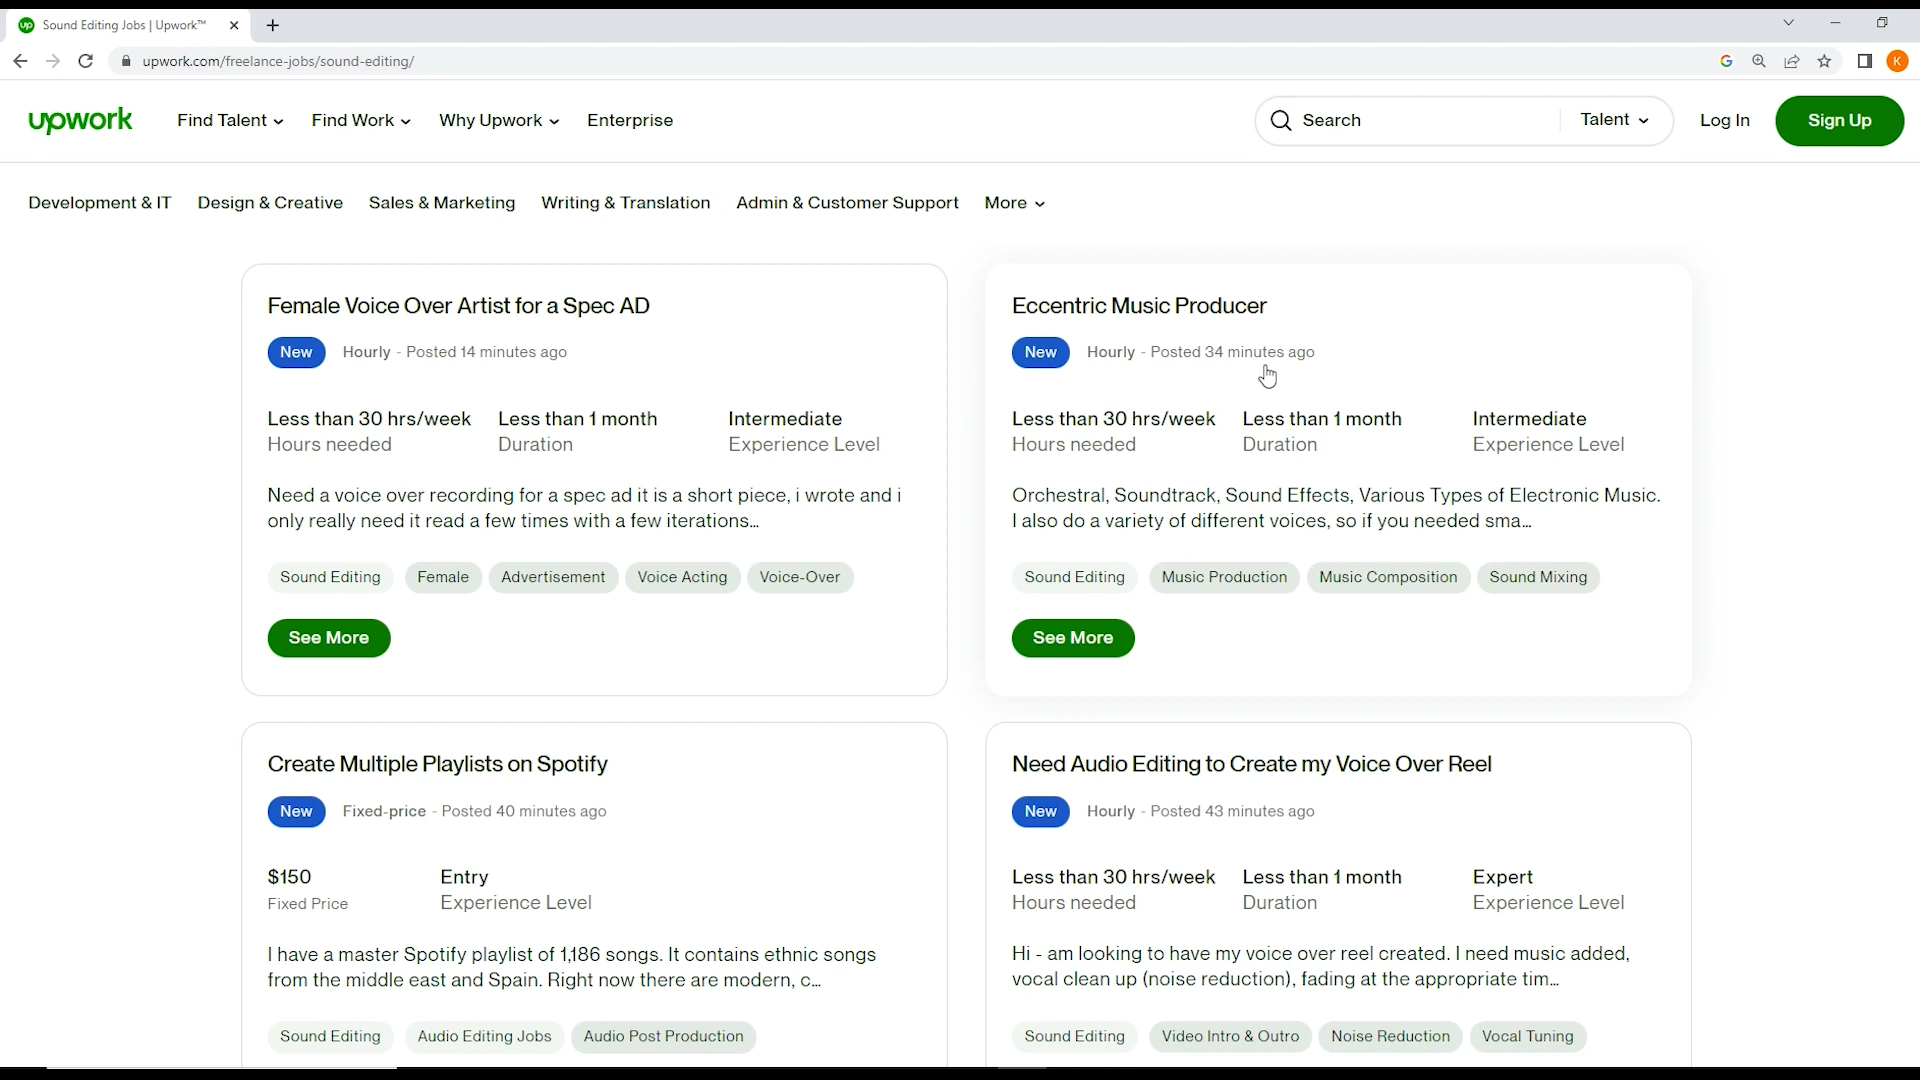 up Sound Editing Jobs | Upwork™
upwork.com/freelance-jobs/sound-editing/
G
K
upwork Find Talent Find Work Why Upwork Enterprise Search Talent Log In Sign Up
Development & IT Design & Creative Sales & Marketing Writing & Translation Admin & Customer Support More
Female Voice Over Artist for a Spec AD
New Hourly - Posted 14 minutes ago
Less than 30 hrs/week Less than 1 month Intermediate
Hours needed Duration Experience Level
Need a voice over recording for a spec ad it is a short piece, i wrote and i
only really need it read a few times with a few iterations...
Sound Editing Female Advertisement Voice Acting Voice-Over
See More
Eccentric Music Producer
New Hourly - Posted 34 minutes ago
Less than 30 hrs/week Less than 1 month Intermediate
Hours needed Duration Experience Level
Orchestral, Soundtrack, Sound Effects, Various Types of Electronic Music.
I also do a variety of different voices, so if you needed sma...
Sound Editing Music Production Music Composition Sound Mixing
See More
Create Multiple Playlists on Spotify
New Fixed-price - Posted 40 minutes ago
$150 Entry
Fixed Price Experience Level
I have a master Spotify playlist of 1,186 songs. It contains ethnic songs
from the middle east and Spain. Right now there are modern, c...
Sound Editing Audio Editing Jobs Audio Post Production
Need Audio Editing to Create my Voice Over Reel
New Hourly - Posted 43 minutes ago
Less than 30 hrs/week Less than 1 month Expert
Hours needed Duration Experience Level
Hi - am looking to have my voice over reel created. I need music added,
vocal clean up (noise reduction), fading at the appropriate tim...
Sound Editing Video Intro & Outro Noise Reduction Vocal Tuning